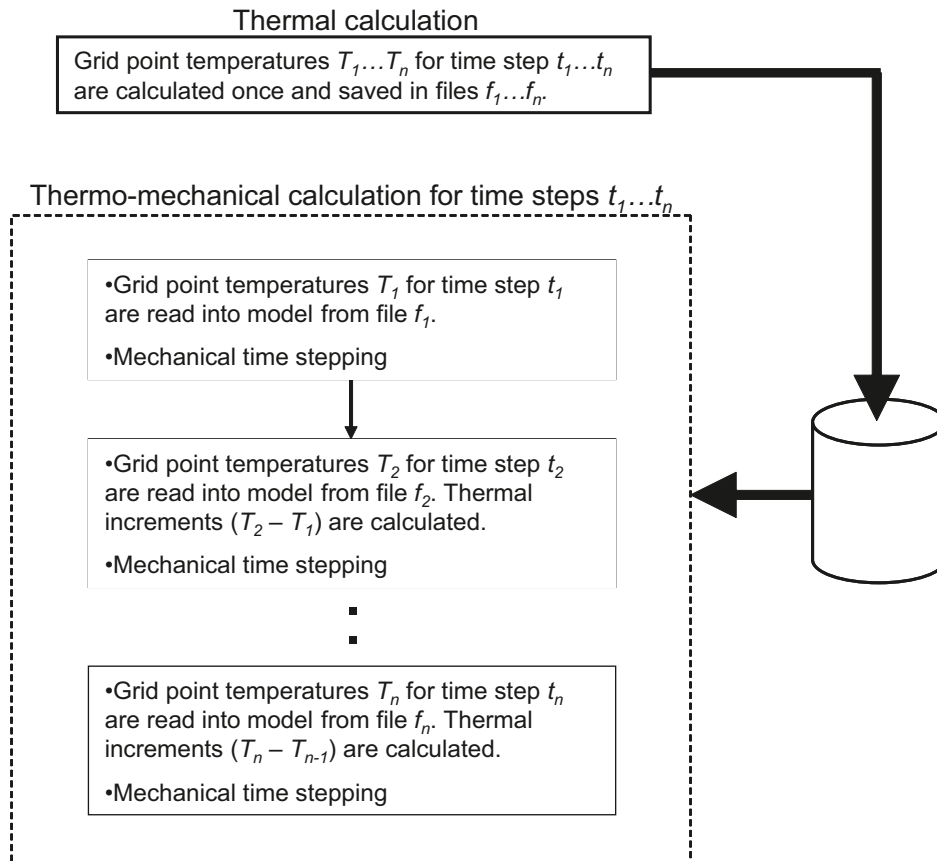 Thermal calculation
Grid point temperatures T₁…Tₙ for time step t₁…tₙ
are calculated once and saved in files f₁…fₙ.
Thermo-mechanical calculation for time steps t₁…tₙ
•Grid point temperatures T₁ for time step t₁
are read into model from file f₁.
•Mechanical time stepping
•Grid point temperatures T₂ for time step t₂
are read into model from file f₂. Thermal
increments (T₂ – T₁) are calculated.
•Mechanical time stepping
•Grid point temperatures Tₙ for time step tₙ
are read into model from file fₙ. Thermal
increments (Tₙ – Tₙ₋₁) are calculated.
•Mechanical time stepping